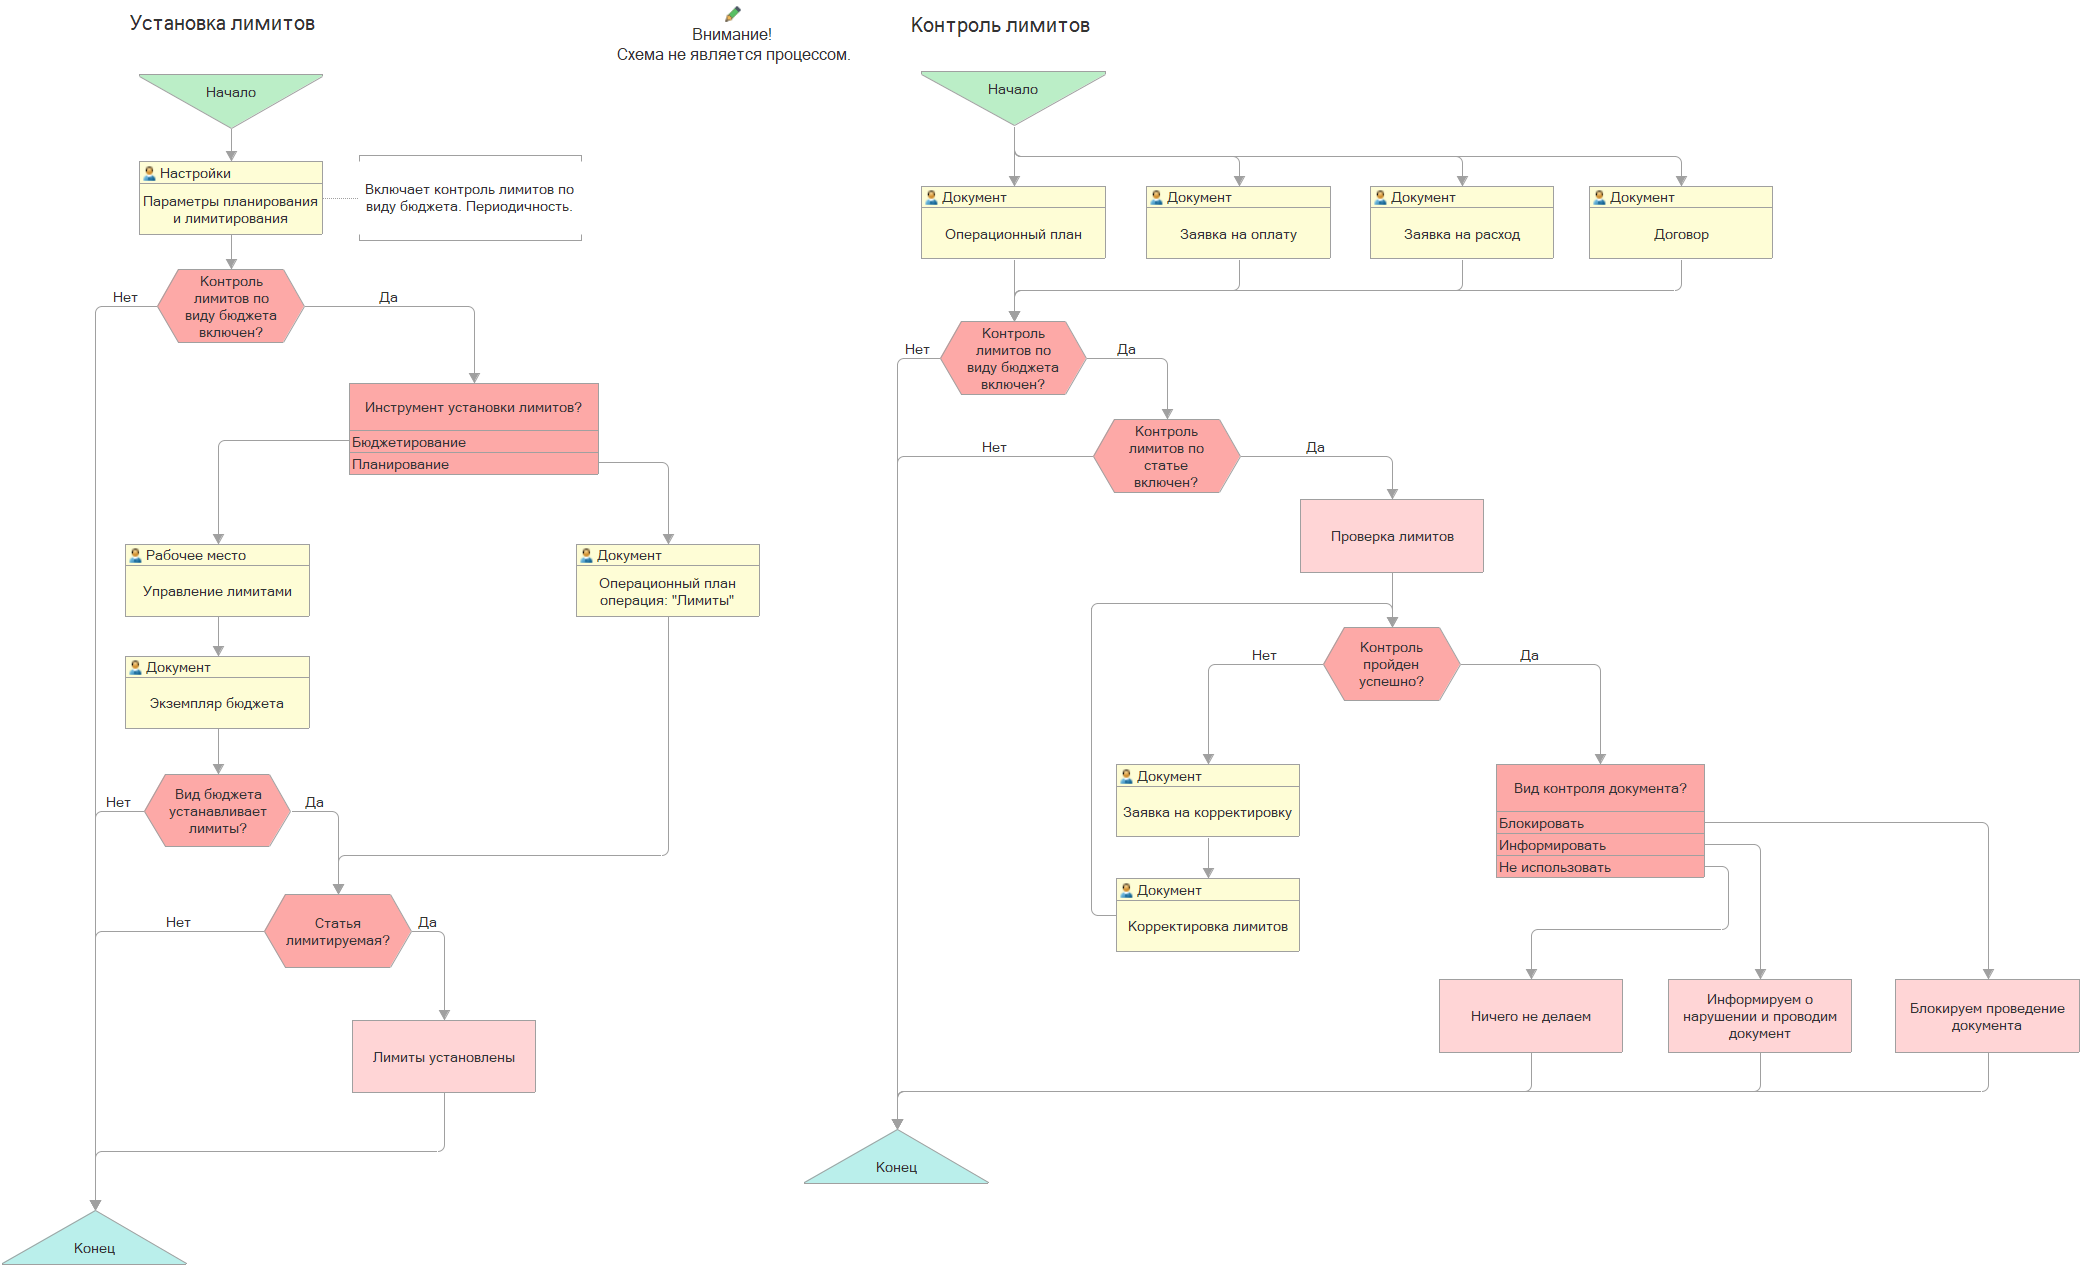 Установка лимитов
Внимание!
Схема не является процессом.
Контроль лимитов
Начало
Настройки
Параметры планирования
и лимитирования
Включает контроль лимитов по
виду бюджета. Периодичность.
Контроль
лимитов по
виду бюджета
включен?
Нет
Да
Инструмент установки лимитов?
Бюджетирование
Планирование
Рабочее место
Управление лимитами
Документ
Операционный план
операция: "Лимиты"
Документ
Экземпляр бюджета
Вид бюджета
устанавливает
лимиты?
Нет
Да
Статья
лимитируемая?
Нет
Да
Лимиты установлены
Конец
Начало
Документ
Операционный план
Документ
Заявка на оплату
Документ
Заявка на расход
Документ
Договор
Контроль
лимитов по
виду бюджета
включен?
Нет
Да
Контроль
лимитов по
статье
включен?
Нет
Да
Проверка лимитов
Контроль
пройден
успешно?
Нет
Да
Документ
Заявка на корректировку
Документ
Корректировка лимитов
Вид контроля документа?
Блокировать
Информировать
Не использовать
Ничего не делаем
Информируем о
нарушении и проводим
документ
Блокируем проведение
документа
Конец